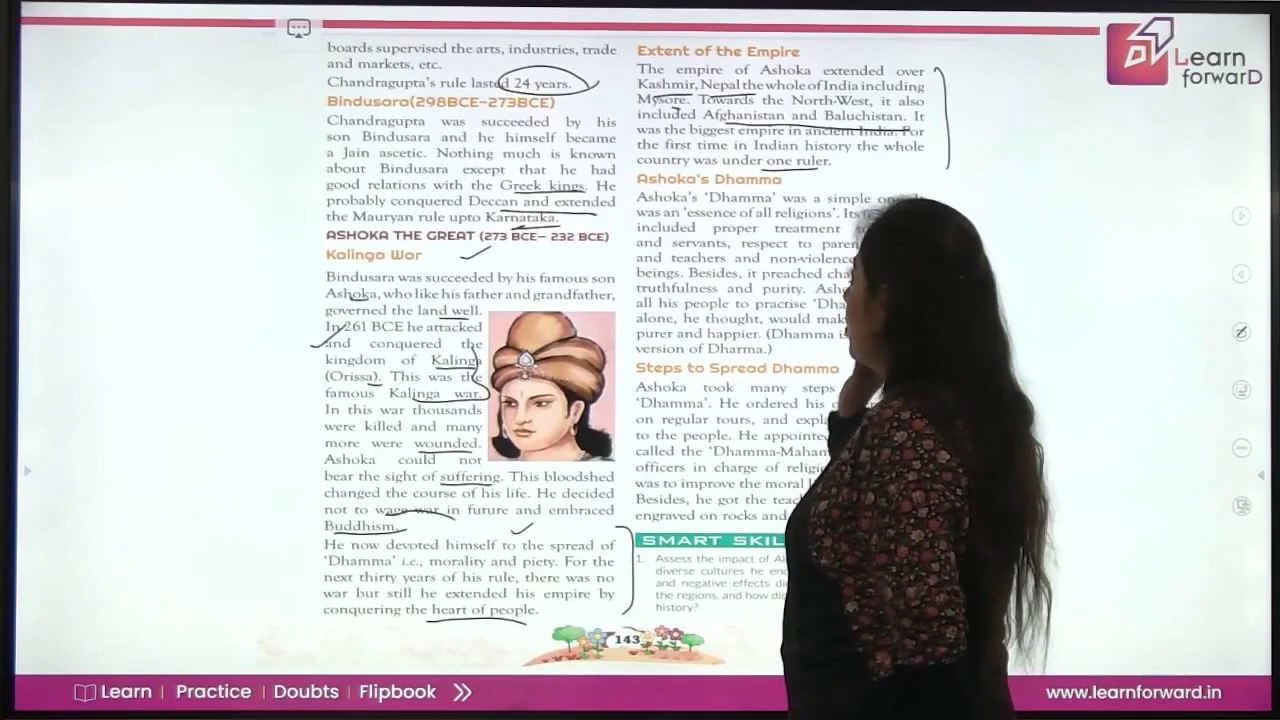 boards supervised the arts, industries, trade
and markets, etc.
Chandragupta's rule lasted 24 years.
Bindusara(298BCE-273BCE)
Chandragupta was succeeded by his
son Bindusara and he himself became
a Jain ascetic. Nothing much is known
about Bindusara except that he had
good relations with the Greek kings. He
probably conquered Deccan and extended
the Mauryan rule upto Karnataka.
ASHOKA THE GREAT (273 BCE– 232 BCE)
Kalinga War
Bindusara was succeeded by his famous son
Ashoka, who like his father and grandfather,
governed the land well.
In 261 BCE he attacked
and conquered the
kingdom of Kalinga
(Orissa). This was the
famous Kalinga war.
In this war thousands
were killed and many
more were wounded.
Ashoka could not
bear the sight of suffering. This bloodshed
changed the course of his life. He decided
not to wage war in future and embraced
Buddhism.
He now devoted himself to the spread of
'Dhamma' i.e., morality and piety. For the
next thirty years of his rule, there was no
war but still he extended his empire by
conquering the heart of people.
Extent of the Empire
The empire of Ashoka extended over
Kashmir, Nepal the whole of India including
Mysore. Towards the North-West, it also
included Afghanistan and Baluchistan. It
was the biggest empire in ancient India. For
the first time in Indian history the whole
country was under one ruler.
Ashoka's Dhamma
Ashoka's 'Dhamma' was a simple
was an 'essence of all religions'. Its
included proper treatment
and servants, respect to
and teachers and non-violence
beings. Besides, it preached
truthfulness and purity.
all his people to practise
alone, he thought, would
purer and happier. (Dhamma
version of Dharma.)
Steps to Spread Dhamma
Ashoka took many steps
'Dhamma'. He ordered his
on regular tours, and
to the people. He appointed
called the
officers in charge of
was to improve the moral
Besides, he got the
engraved on rocks and
SMART
1. Assess the impact of
diverse cultures he
and negative effects
the regions, and how
history?
143
Learn
forwarD
Learn | Practice | Doubts | Flipbook
www.learnforward.in